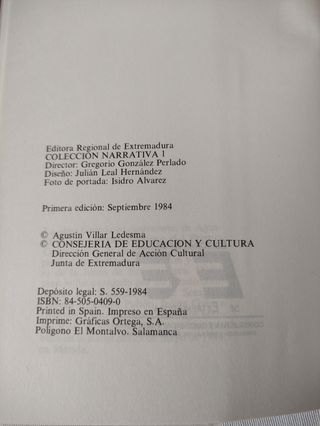 Editora Regional de Extremadura
COLECCIÓN NARRATIVA 1
Director: Gregorio González Perlado
Diseño: Julián Leal Hernández
Foto de portada: Isidro Alvarez
Primera edición: Septiembre 1984
© Agustin Villar Ledesma
© CONSEJERIA DE EDUCACION Y CULTURA
Dirección General de Acción Cultural
Junta de Extremadura
Depósito legal: S. 559-1984
ISBN: 84-505-0409-0
Printed in Spain. Impreso en España
Imprime: Gráficas Ortega, S.A.
Polígono El Montalvo. Salamanca